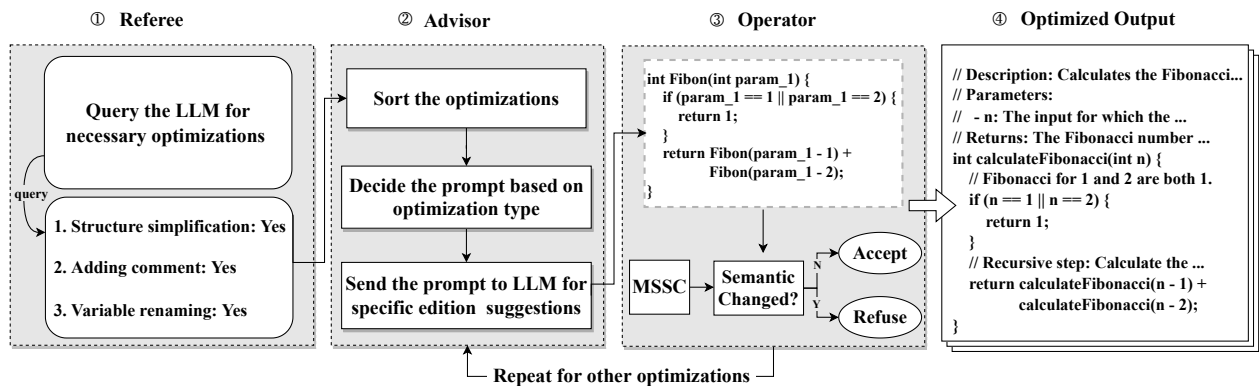 ① Referee
Query the LLM for
necessary optimizations
query
1. Structure simplification: Yes
2. Adding comment: Yes
3. Variable renaming: Yes
② Advisor
Sort the optimizations
Decide the prompt based on
optimization type
Send the prompt to LLM for
specific edition suggestions
③ Operator
int Fibon(int param_1) {
if (param_1 == 1 || param_1 == 2) {
return 1;
}
return Fibon(param_1 - 1) +
Fibon(param_1 - 2);
}
MSSC
Semantic
Changed?
N
Y
Accept
Refuse
Repeat for other optimizations
④ Optimized Output
// Description: Calculates the Fibonacci...
// Parameters:
// - n: The input for which the ...
// Returns: The Fibonacci number ...
int calculateFibonacci(int n) {
// Fibonacci for 1 and 2 are both 1.
if (n == 1 || n == 2) {
return 1;
}
// Recursive step: Calculate the ...
return calculateFibonacci(n - 1) +
calculateFibonacci(n - 2);
}